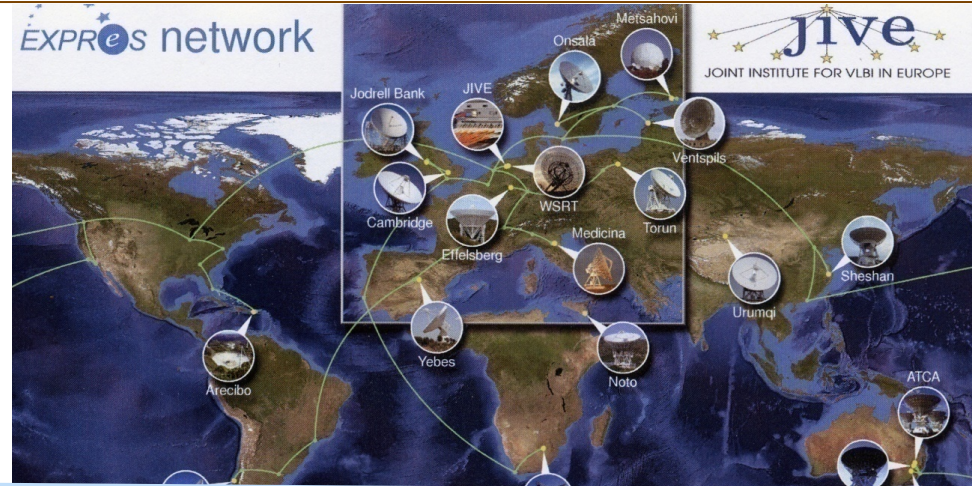 EXPReS network
jive
JOINT INSTITUTE FOR VLBI IN EUROPE
Metsahovi
Onsala
Jodrell Bank
JIVE
Ventspils
WSRT
Cambridge
Torun
Effelsberg
Medicina
Sheshan
Urumqi
Yebes
Noto
Arecibo
ATCA